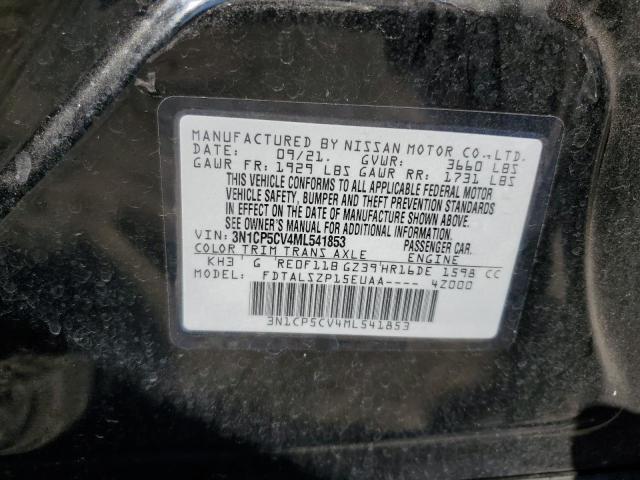 MANUFACTURED BY NISSAN MOTOR CO.,LTD.
DATE: 09/21. GVWR: 3660 LBS
GAWR FR: 1929 LBS GAWR RR: 1731 LBS
THIS VEHICLE CONFORMS TO ALL APPLICABLE FEDERAL MOTOR
VEHICLE SAFETY, BUMPER AND THEFT PREVENTION STANDARDS
IN EFFECT ON THE DATE OF MANUFACTURE SHOWN ABOVE.
SEE OWNER'S MANUAL FOR ADDITIONAL INFORMATION.
VIN: 3N1CP5CV4ML541853 PASSENGER CAR.
COLOR TRIM TRANS AXLE ENGINE
KH3 G RE0F11B GZ39 HR16DE 1598 CC
MODEL: FDTALSZP15EUAA---- 4Z000
3N1CP5CV4ML541853